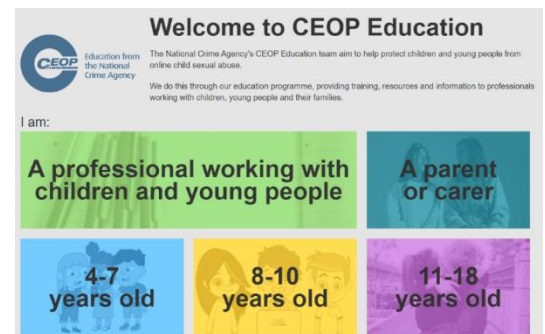 Welcome to CEOP Education
CEOP
Education from
the National
Crime Agency
The National Crime Agency's CEOP Education team aim to help protect children and young people from
online child sexual abuse.
We do this through our education programme, providing training, resources and information to professionals
working with children, young people and their families.
I am:
A professional working with
children and young people
A parent
or carer
4-7
years old
8-10
years old
11-18
years old